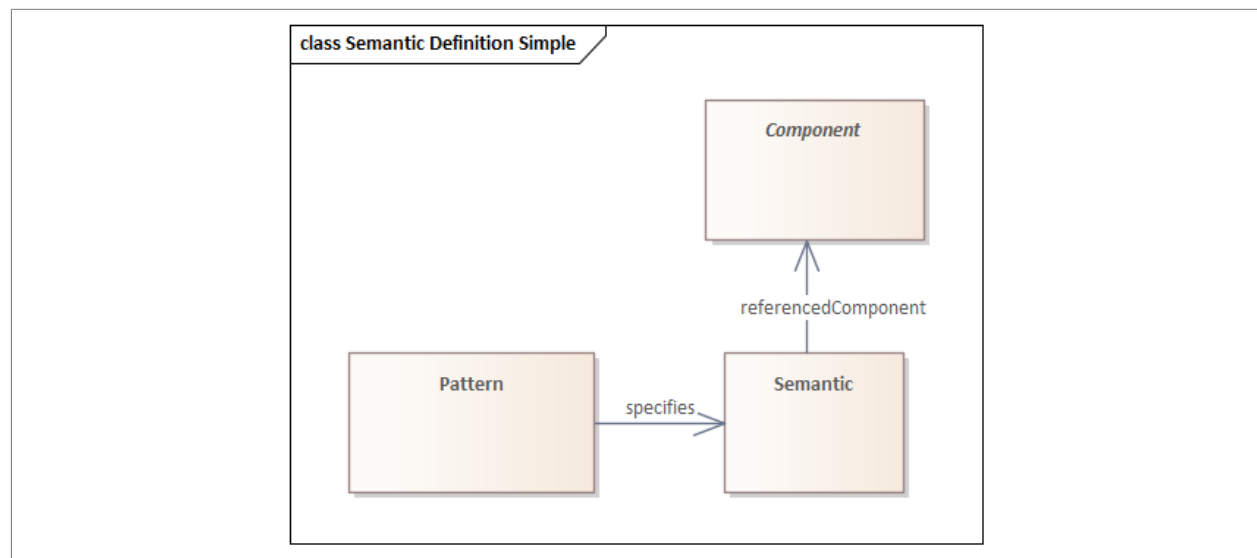 class Semantic Definition Simple
Component
referencedComponent
Pattern
specifies
Semantic